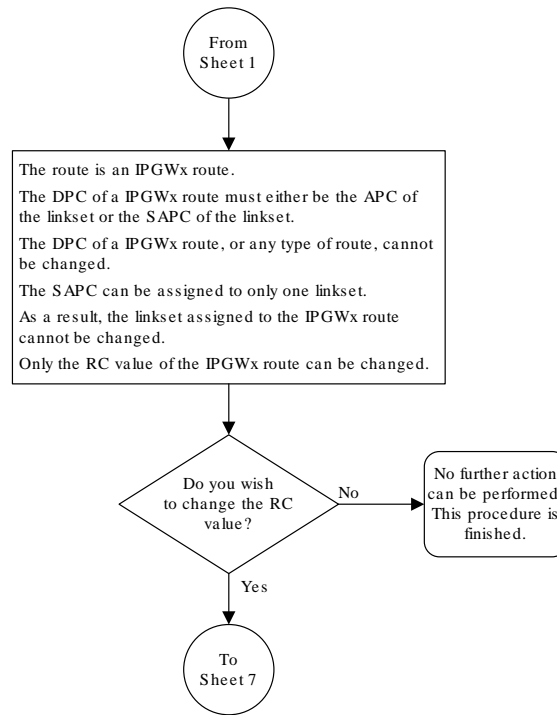 From
Sheet 1
The route is an IPGWx route.
The DPC of a IPGWx route must either be the APC of
the linkset or the SAPC of the linkset.
The DPC of a IPGWx route, or any type of route, cannot
be changed.
The SAPC can be assigned to only one linkset.
As a result, the linkset assigned to the IPGWx route
cannot be changed.
Only the RC value of the IPGWx route can be changed.
Do you wish
to change the RC
value?
No
No further action
can be performed
This procedure is
finished.
Yes
To
Sheet 7